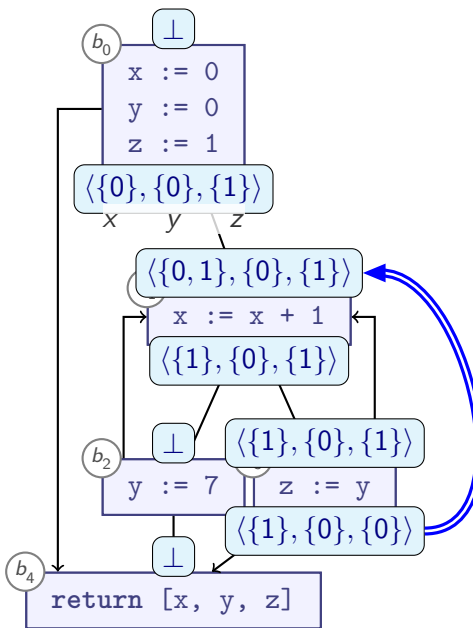 ⊥
b0
x := 0
y := 0
z := 1
⟨{0}, {0}, {1}⟩
x y z
⟨{0, 1}, {0}, {1}⟩
x := x + 1
⟨{1}, {0}, {1}⟩
⊥
⟨{1}, {0}, {1}⟩
b2
y := 7
z := y
⟨{1}, {0}, {0}⟩
⊥
b4
return [x, y, z]